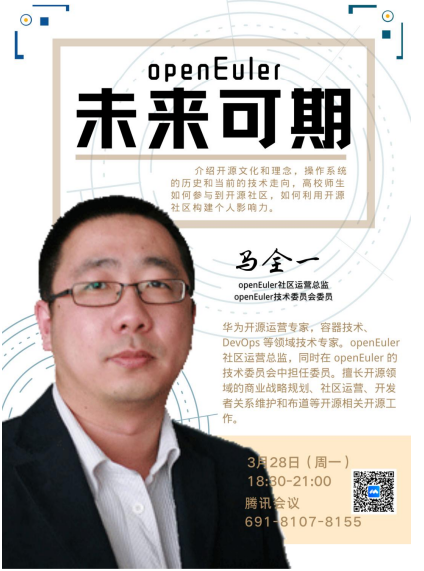 openEuler
未来可期
介绍开源文化和理念，操作系统
的历史和当前的技术走向，高校师生
如何参与到开源社区，如何利用开源
社区构建个人影响力。
马全一
openEuler社区运营总监
openEuler技术委员会委员
华为开源运营专家，容器技术、
DevOps 等领域技术专家。openEuler
社区运营总监，同时在 openEuler 的
技术委员会中担任委员。擅长开源领
域的商业战略规划、社区运营、开发
者关系维护和布道等开源相关开源工
作。
3月28日（周一）
18:30-21:00
腾讯会议
691-8107-8155